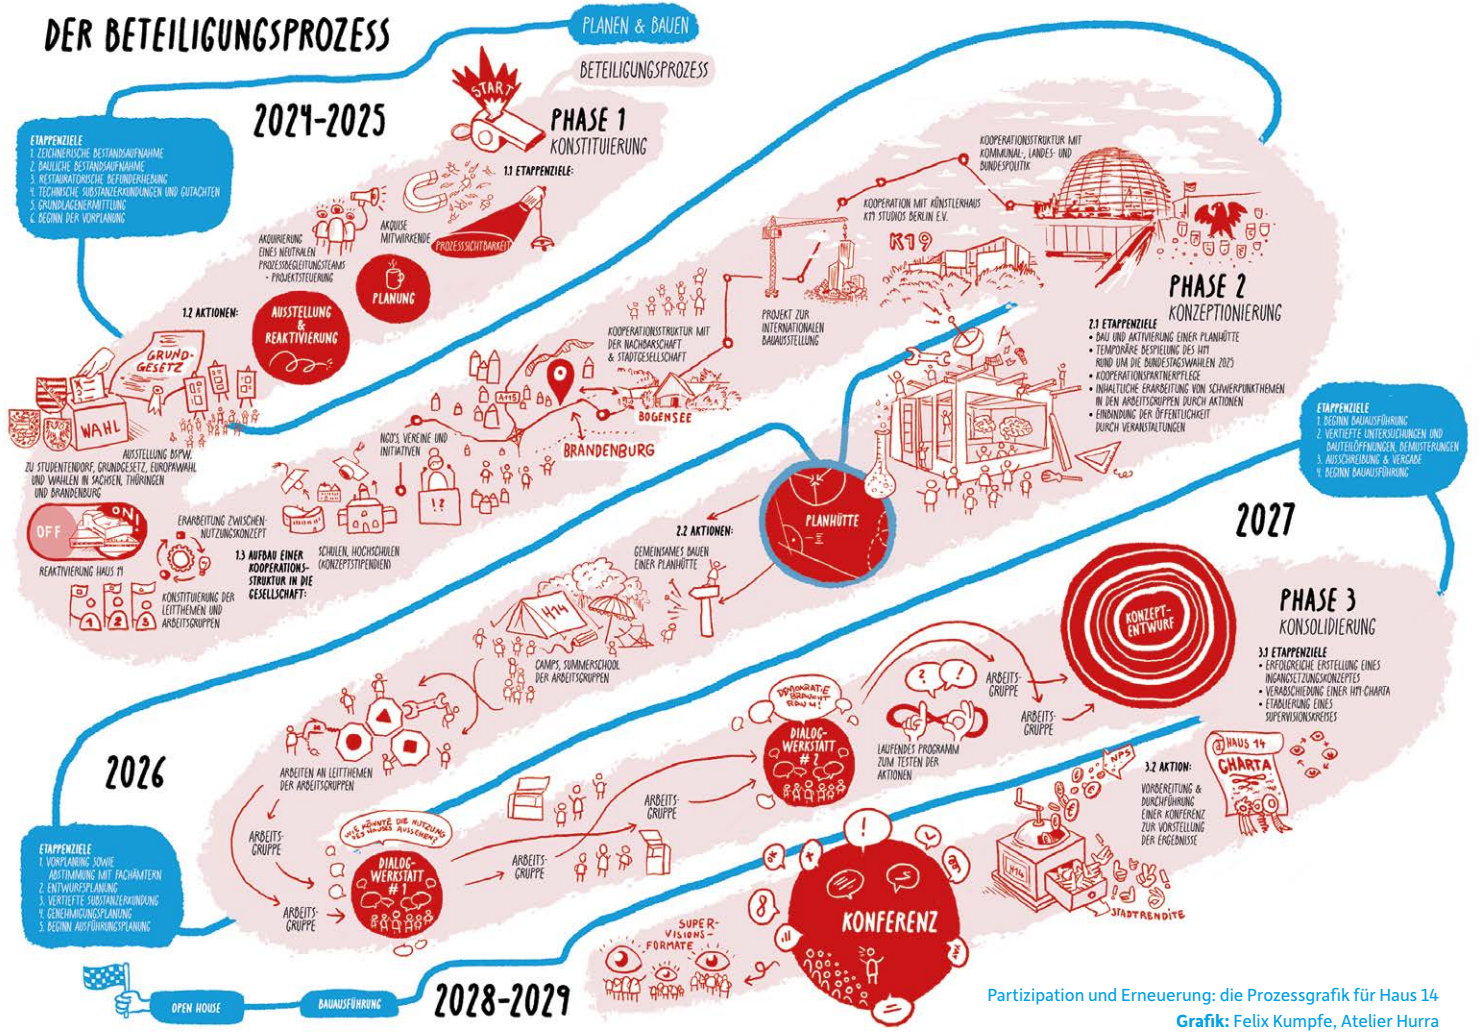 DER BETEILIGUNGSPROZESS
PLANEN & BAUEN
BETEILIGUNGSPROZESS
2024-2025
START
PHASE 1
KONSTITUIERUNG
ETAPPENZIELE
1. ZEICHNERISCHE BESTANDSAUFNAHME
2. BAULICHE BESTANDSAUFNAHME
3. RESTAURATORISCHE BEFUNDERHEBUNG
4. TECHNISCHE SUBSTANZERKUNDUNGEN UND GUTACHTEN
5. GRUNDLAGENERMITTLUNG
6. BEGINN DER VORPLANUNG
1.1 ETAPPENZIELE:
AKQUIRIERUNG
EINES NEUTRALEN
PROZESSBEGLEITUNGSTEAMS
- PROJEKTSTEUERUNG
AKQUISE
MITWIRKENDE
PROZESSSICHTBARKEIT
PLANUNG
1.2 AKTIONEN:
AUSSTELLUNG
&
REAKTIVIERUNG
GRUND-
GESETZ
WAHL
AUSSTELLUNG BSPW.
ZU STUDENTENDORF, GRUNDGESETZ, EUROPAWAHL
UND WAHLEN IN SACHSEN, THÜRINGEN
UND BRANDENBURG
OFF
ON!
REAKTIVIERUNG HAUS 14
ERARBEITUNG ZWISCHEN-
NUTZUNGSKONZEPT
KONSTITUIERUNG DER
LEITTHEMEN UND
ARBEITSGRUPPEN
1 2 3
1.3 AUFBAU EINER
KOOPERATIONS-
STRUKTUR IN DIE
GESELLSCHAFT:
SCHULEN, HOCHSCHULEN
(KONZEPTSTIPENDIEN)
NGO'S, VEREINE UND
INITIATIVEN
!?
A115
BRANDENBURG
BOGENSEE
KOOPERATIONSSTRUKTUR MIT
DER NACHBARSCHAFT
& STADTGESELLSCHAFT
PROJEKT ZUR
INTERNATIONALEN
BAUAUSSTELLUNG
KOOPERATION MIT KÜNSTLERHAUS
K19 STUDIOS BERLIN E.V.
K19
KOOPERATIONSSTRUKTUR MIT
KOMMUNAL-, LANDES- UND
BUNDESPOLITIK
PHASE 2
KONZEPTIONIERUNG
2.1 ETAPPENZIELE
• BAU UND AKTIVIERUNG EINER PLANHÜTTE
• TEMPORÄRE BESPIELUNG DES H14
RUND UM DIE BUNDESTAGSWAHLEN 2025
• KOOPERATIONSPARTNERPFLEGE
• INHALTLICHE ERARBEITUNG VON SCHWERPUNKTHEMEN
IN DEN ARBEITSGRUPPEN DURCH AKTIONEN
• EINBINDUNG DER ÖFFENTLICHKEIT
DURCH VERANSTALTUNGEN
PLANHÜTTE
2.2 AKTIONEN:
GEMEINSAMES BAUEN
EINER PLANHÜTTE
H14
CAMPS, SUMMERSCHOOL
DER ARBEITSGRUPPEN
ARBEITEN AN LEITTHEMEN
DER ARBEITSGRUPPEN
2026
ETAPPENZIELE
1. VORPLANUNG SOWIE
ABSTIMMUNG MIT FACHÄMTERN
2. ENTWURFSPLANUNG
3. VERTIEFTE SUBSTANZERKUNDUNG
4. GENEHMIGUNGSPLANUNG
5. BEGINN AUSFÜHRUNGSPLANUNG
ARBEITS-
GRUPPE
ARBEITS-
GRUPPE
WIE KÖNNTE DIE NUTZUNG
DES HAUSES AUSSEHEN?
DIALOG-
WERKSTATT
# 1
ARBEITS-
GRUPPE
ARBEITS-
GRUPPE
DEMOKRATIE
BRAUCHT
RAUM!
DIALOG-
WERKSTATT
# 2
? !
LAUFENDES PROGRAMM
ZUM TESTEN DER
AKTIONEN
ARBEITS-
GRUPPE
ARBEITS-
GRUPPE
KONZEPT-
ENTWURF
2027
ETAPPENZIELE
1. BEGINN BAUAUSFÜHRUNG
2. VERTIEFTE UNTERSUCHUNGEN UND
BAUTEILÖFFNUNGEN, BEMUSTERUNGEN
3. AUSSCHREIBUNG & VERGABE
4. BEGINN BAUAUSFÜHRUNG
PHASE 3
KONSOLIDIERUNG
3.1 ETAPPENZIELE
• ERFOLGREICHE ERSTELLUNG EINES
INGANGSETZUNGSKONZEPTES
• VERABSCHIEDUNG EINER H14-CHARTA
• ETABLIERUNG EINES
SUPERVISIONSKREISES
HAUS 14
CHARTA
3.2 AKTION:
VORBEREITUNG &
DURCHFÜHRUNG
EINER KONFERENZ
ZUR VORSTELLUNG
DER ERGEBNISSE
NPS
H14
STADTRENDITE
KONFERENZ
!
OK
SUPER-
VISIONS-
FORMATE
2028-2029
BAUAUSFÜHRUNG
OPEN HOUSE
Partizipation und Erneuerung: die Prozessgrafik für Haus 14
Grafik: Felix Kumpfe, Atelier Hurra